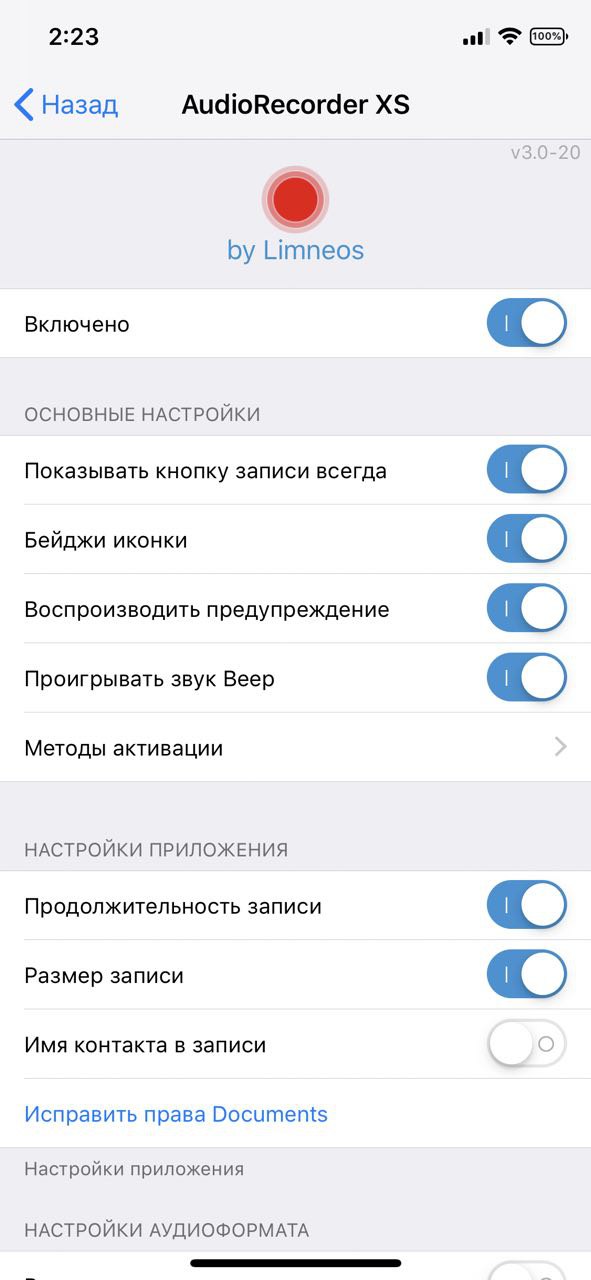 2:23
100%
Назад
AudioRecorder XS
v3.0-20
by Limneos
Включено
ОСНОВНЫЕ НАСТРОЙКИ
Показывать кнопку записи всегда
Бейджи иконки
Воспроизводить предупреждение
Проигрывать звук Beep
Методы активации
НАСТРОЙКИ ПРИЛОЖЕНИЯ
Продолжительность записи
Размер записи
Имя контакта в записи
Исправить права Documents
Настройки приложения
НАСТРОЙКИ АУДИОФОРМАТА